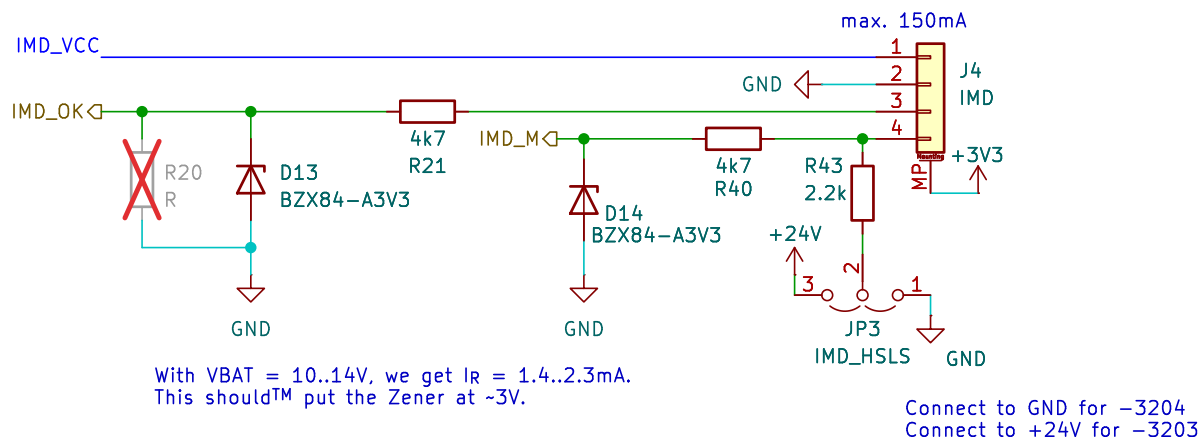 max. 150mA
IMD_VCC
1
J4
2
GND
IMD
3
IMD_OK
4k7
R21
IMD_M
4
4k7
R40
Mounting
MP
+3V3
R20
R
D13
BZX84-A3V3
R43
2.2k
D14
BZX84-A3V3
+24V
2
3
1
GND
GND
JP3
IMD_HSLS
GND
With VBAT = 10..14V, we get IR = 1.4..2.3mA.
This should™ put the Zener at ~3V.
Connect to GND for -3204
Connect to +24V for -3203